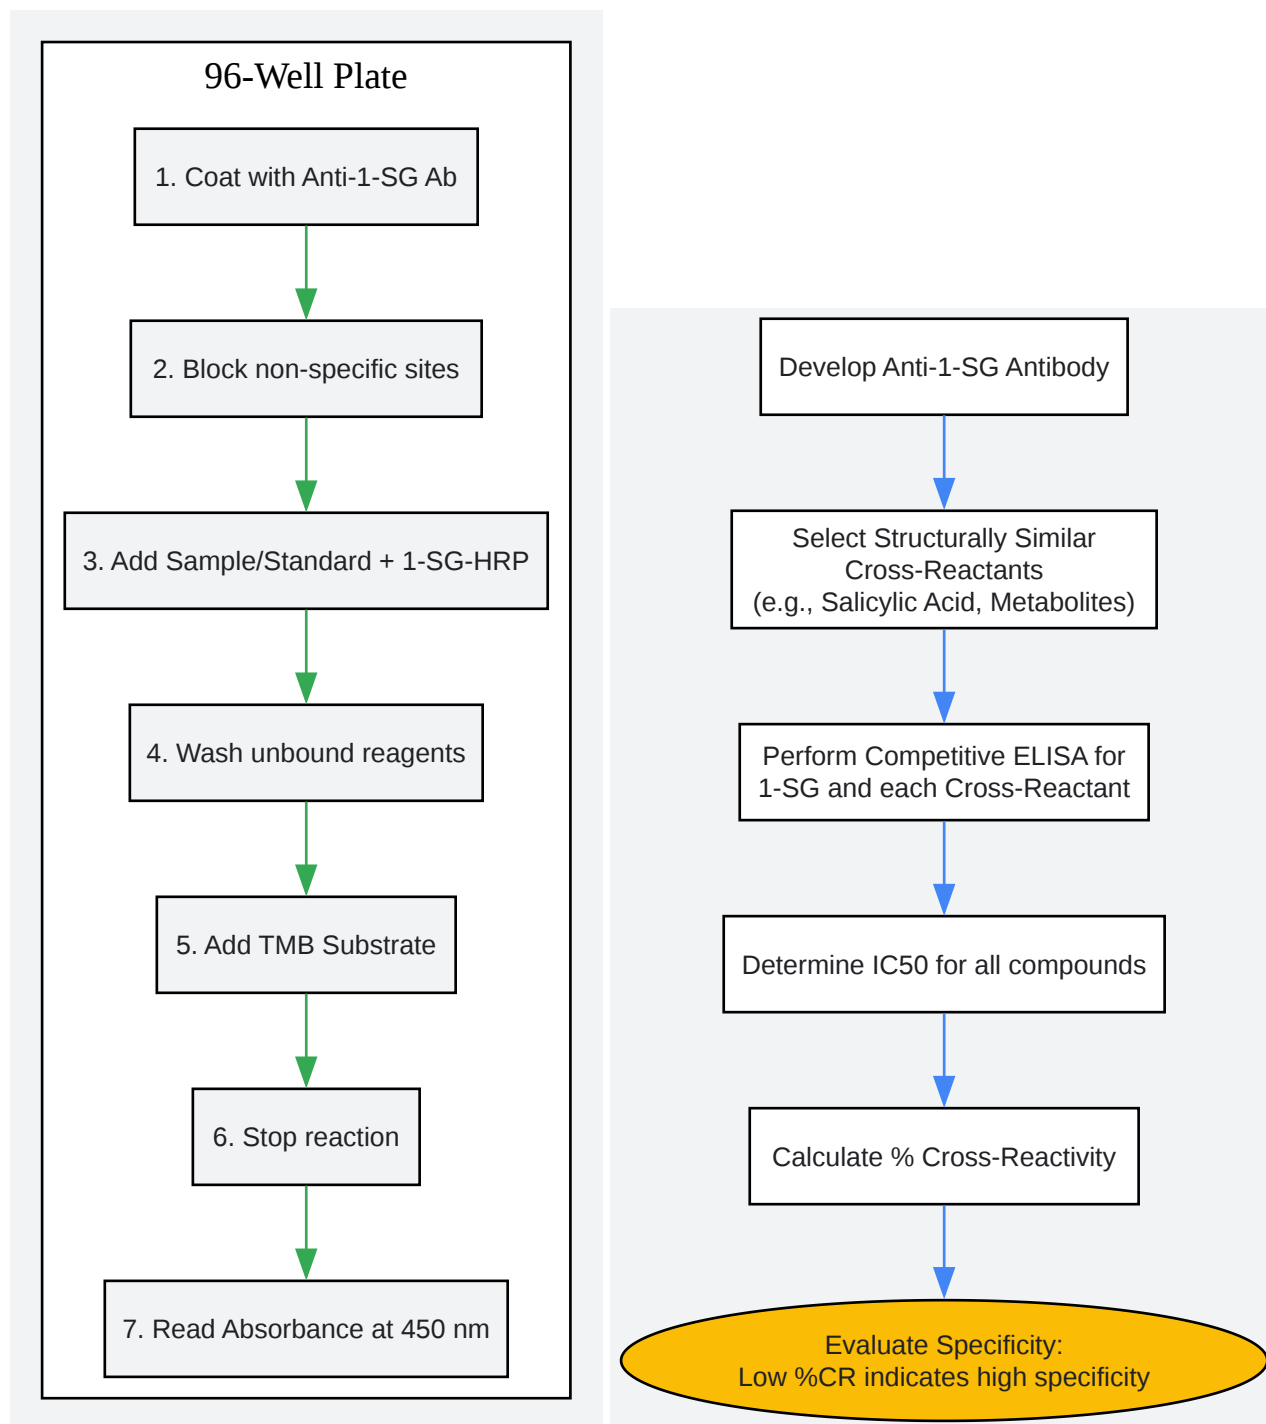 96-Well Plate
1. Coat with Anti-1-SG Ab
2. Block non-specific sites
3. Add Sample/Standard + 1-SG-HRP
4. Wash unbound reagents
5. Add TMB Substrate
6. Stop reaction
7. Read Absorbance at 450 nm
Develop Anti-1-SG Antibody
Select Structurally Similar
Cross-Reactants
(e.g., Salicylic Acid, Metabolites)
Perform Competitive ELISA for
1-SG and each Cross-Reactant
Determine IC50 for all compounds
Calculate % Cross-Reactivity
Evaluate Specificity:
Low %CR indicates high specificity